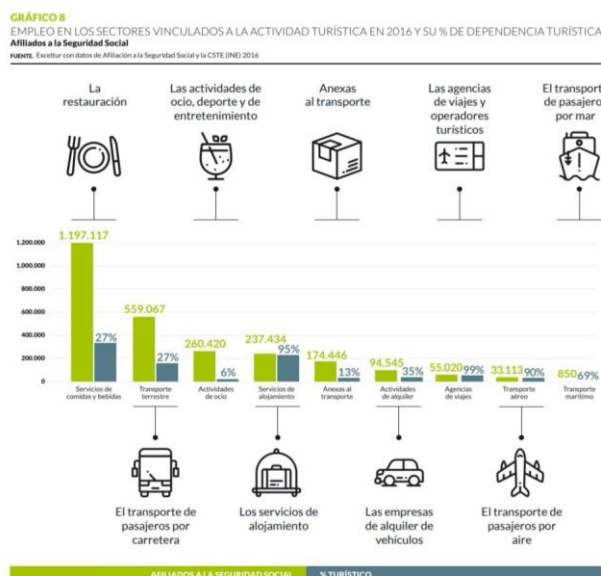 GRÁFICO 8
EMPLEO EN LOS SECTORES VINCULADOS A LA ACTIVIDAD TURÍSTICA EN 2016 Y SU % DE DEPENDENCIA TURÍSTICA
Afiliados a la Seguridad Social
FUENTE. Exceltur con datos de Afiliación a la Seguridad Social y la CSTE (INE) 2016
La
restauración
Las actividades de
ocio, deporte y de
entretenimiento
Anexas
al transporte
Las agencias
de viajes y
operadores
turísticos
El transporte
de pasajeros
por mar
1.200.000
1.000.000
800.000
600.000
400.000
200.000
0
1.197.117
27%
559.067
27%
260.420
6%
237.434
95%
174.446
13%
94.545
35%
55.020
99%
33.113
90%
850
69%
Servicios de
comidas y bebidas
Transporte
terrestre
Actividades
de ocio
Servicios de
alojamiento
Anexas al
transporte
Actividades
de alquiler
Agencias
de viajes
Transporte
aéreo
Transporte
marítimo
El transporte de
pasajeros por
carretera
Los servicios de
alojamiento
Las empresas
de alquiler de
vehículos
El transporte de
pasajeros por
aire
AFILIADOS A LA SEGURIDAD SOCIAL
% TURÍSTICO